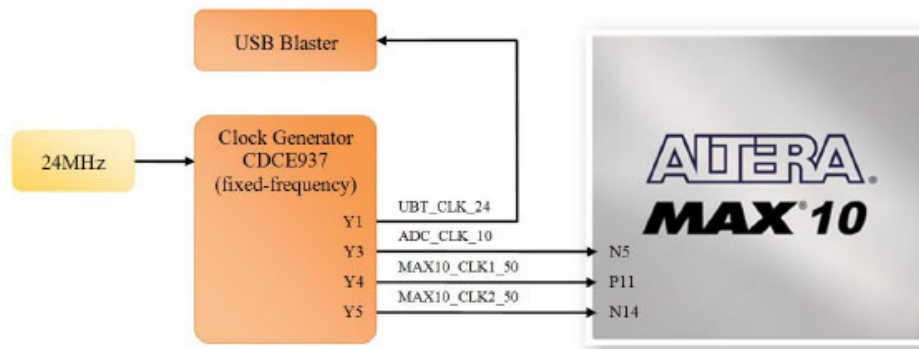 USB Blaster
24MHz
Clock Generator
CDCE937
(fixed-frequency)
Y1
UBT_CLK_24
Y3
ADC_CLK_10
N5
Y4
MAX10_CLK1_50
P11
Y5
MAX10_CLK2_50
N14
ALTERA®
MAX® 10